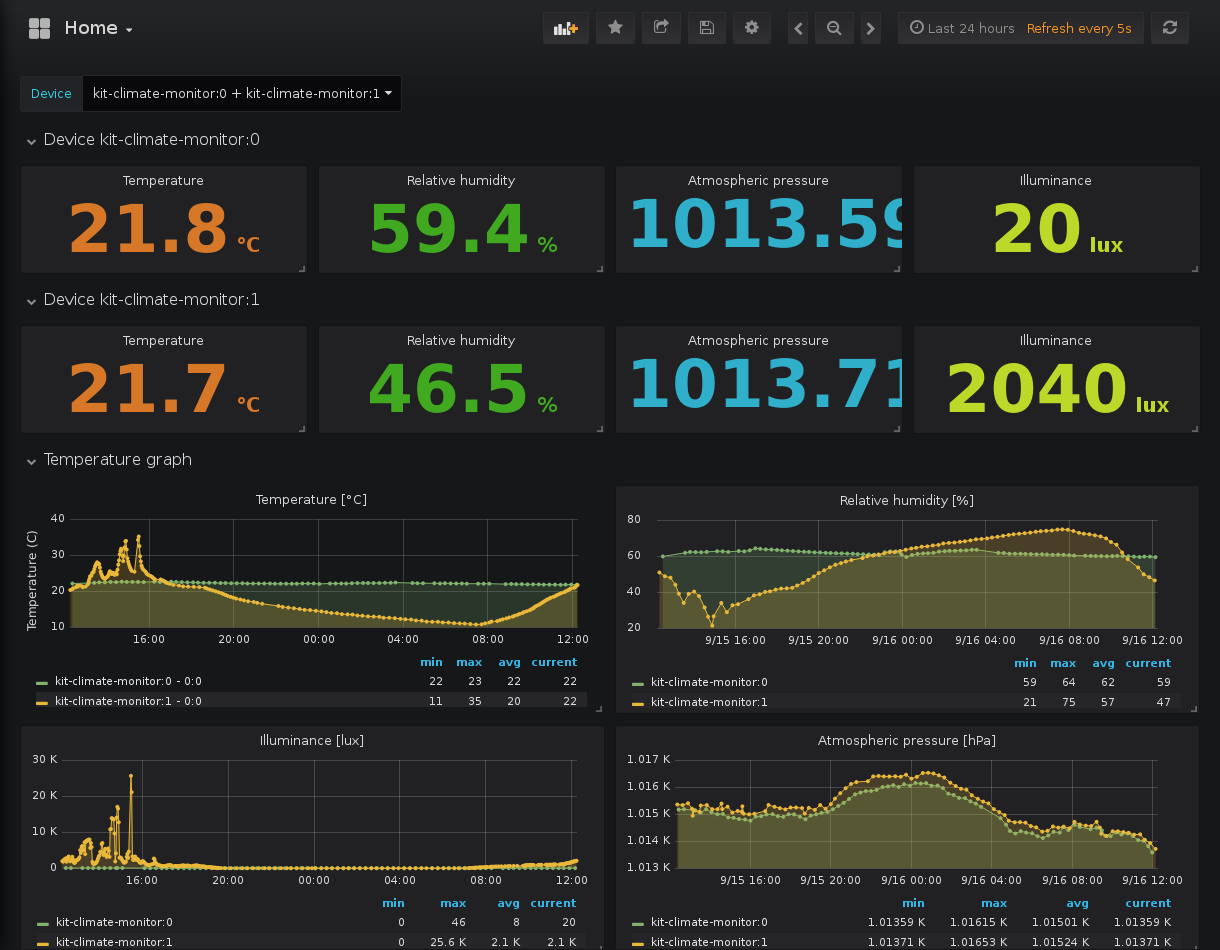 Home
Last 24 hours Refresh every 5s
Device kit-climate-monitor:0 + kit-climate-monitor:1
Device kit-climate-monitor:0
Temperature Relative humidity Atmospheric pressure Illuminance
21.8 °C 59.4 % 1013.59 20 lux
Device kit-climate-monitor:1
Temperature Relative humidity Atmospheric pressure Illuminance
21.7 °C 46.5 % 1013.71 2040 lux
Temperature graph
Temperature [°C]
Temperature (C)
40
30
20
10
16:00 20:00 00:00 04:00 08:00 12:00
min max avg current
kit-climate-monitor:0 - 0:0 22 23 22 22
kit-climate-monitor:1 - 0:0 11 35 20 22
Relative humidity [%]
80
60
40
20
9/15 16:00 9/15 20:00 9/16 00:00 9/16 04:00 9/16 08:00 9/16 12:00
min max avg current
kit-climate-monitor:0 59 64 62 59
kit-climate-monitor:1 21 75 57 47
Illuminance [lux]
30 K
20 K
10 K
0
16:00 20:00 00:00 04:00 08:00 12:00
min max avg current
kit-climate-monitor:0 0 46 8 20
kit-climate-monitor:1 0 25.6 K 2.1 K 2.1 K
Atmospheric pressure [hPa]
1.017 K
1.016 K
1.015 K
1.014 K
1.013 K
9/15 16:00 9/15 20:00 9/16 00:00 9/16 04:00 9/16 08:00 9/16 12:00
min max avg current
kit-climate-monitor:0 1.01359 K 1.01615 K 1.01501 K 1.01359 K
kit-climate-monitor:1 1.01371 K 1.01653 K 1.01524 K 1.01371 K